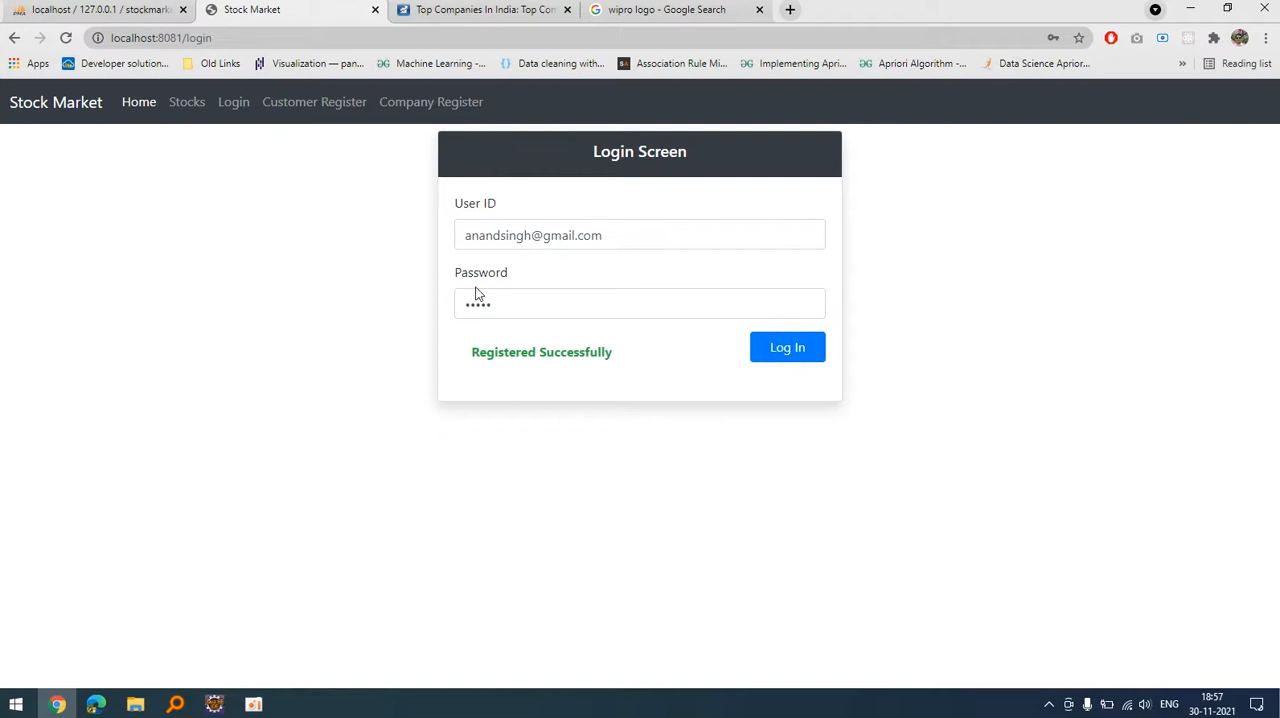 localhost / 127.0.0.1 / stockmark
Stock Market
Top Companies In India: Top Con
wipro logo - Google Search
localhost:8081/login
Apps
Developer solution...
Old Links
Visualization — pan...
Machine Learning -...
Data cleaning with...
Association Rule Mi...
Implementing Apri...
Apriori Algorithm -...
Data Science Aprior...
»
Reading list
Stock Market
Home
Stocks
Login
Customer Register
Company Register
Login Screen
User ID
anandsingh@gmail.com
Password
•••••
Registered Successfully
Log In
18:57
ENG
30-11-2021